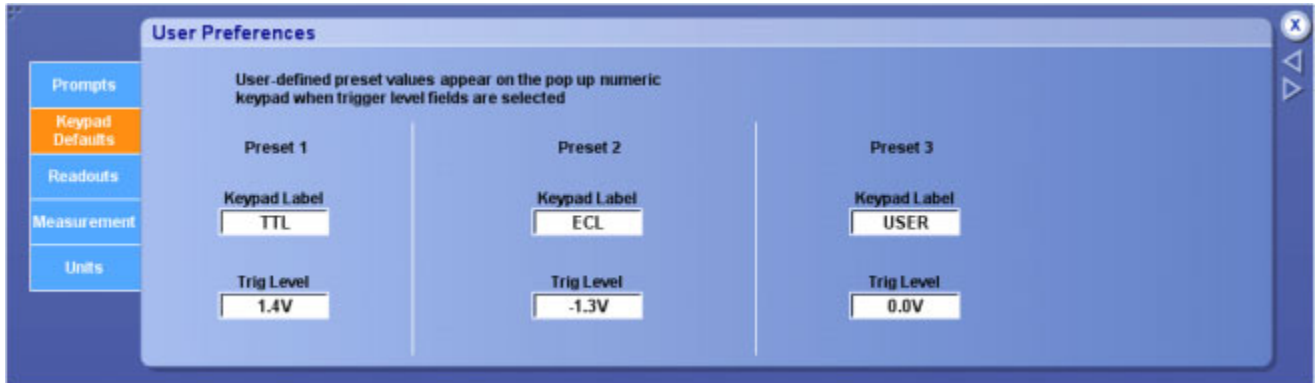 User Preferences
X
Prompts
Keypad
Defaults
Readouts
Measurement
Units
User-defined preset values appear on the pop up numeric
keypad when trigger level fields are selected
Preset 1
Keypad Label
TTL
Trig Level
1.4V
Preset 2
Keypad Label
ECL
Trig Level
-1.3V
Preset 3
Keypad Label
USER
Trig Level
0.0V